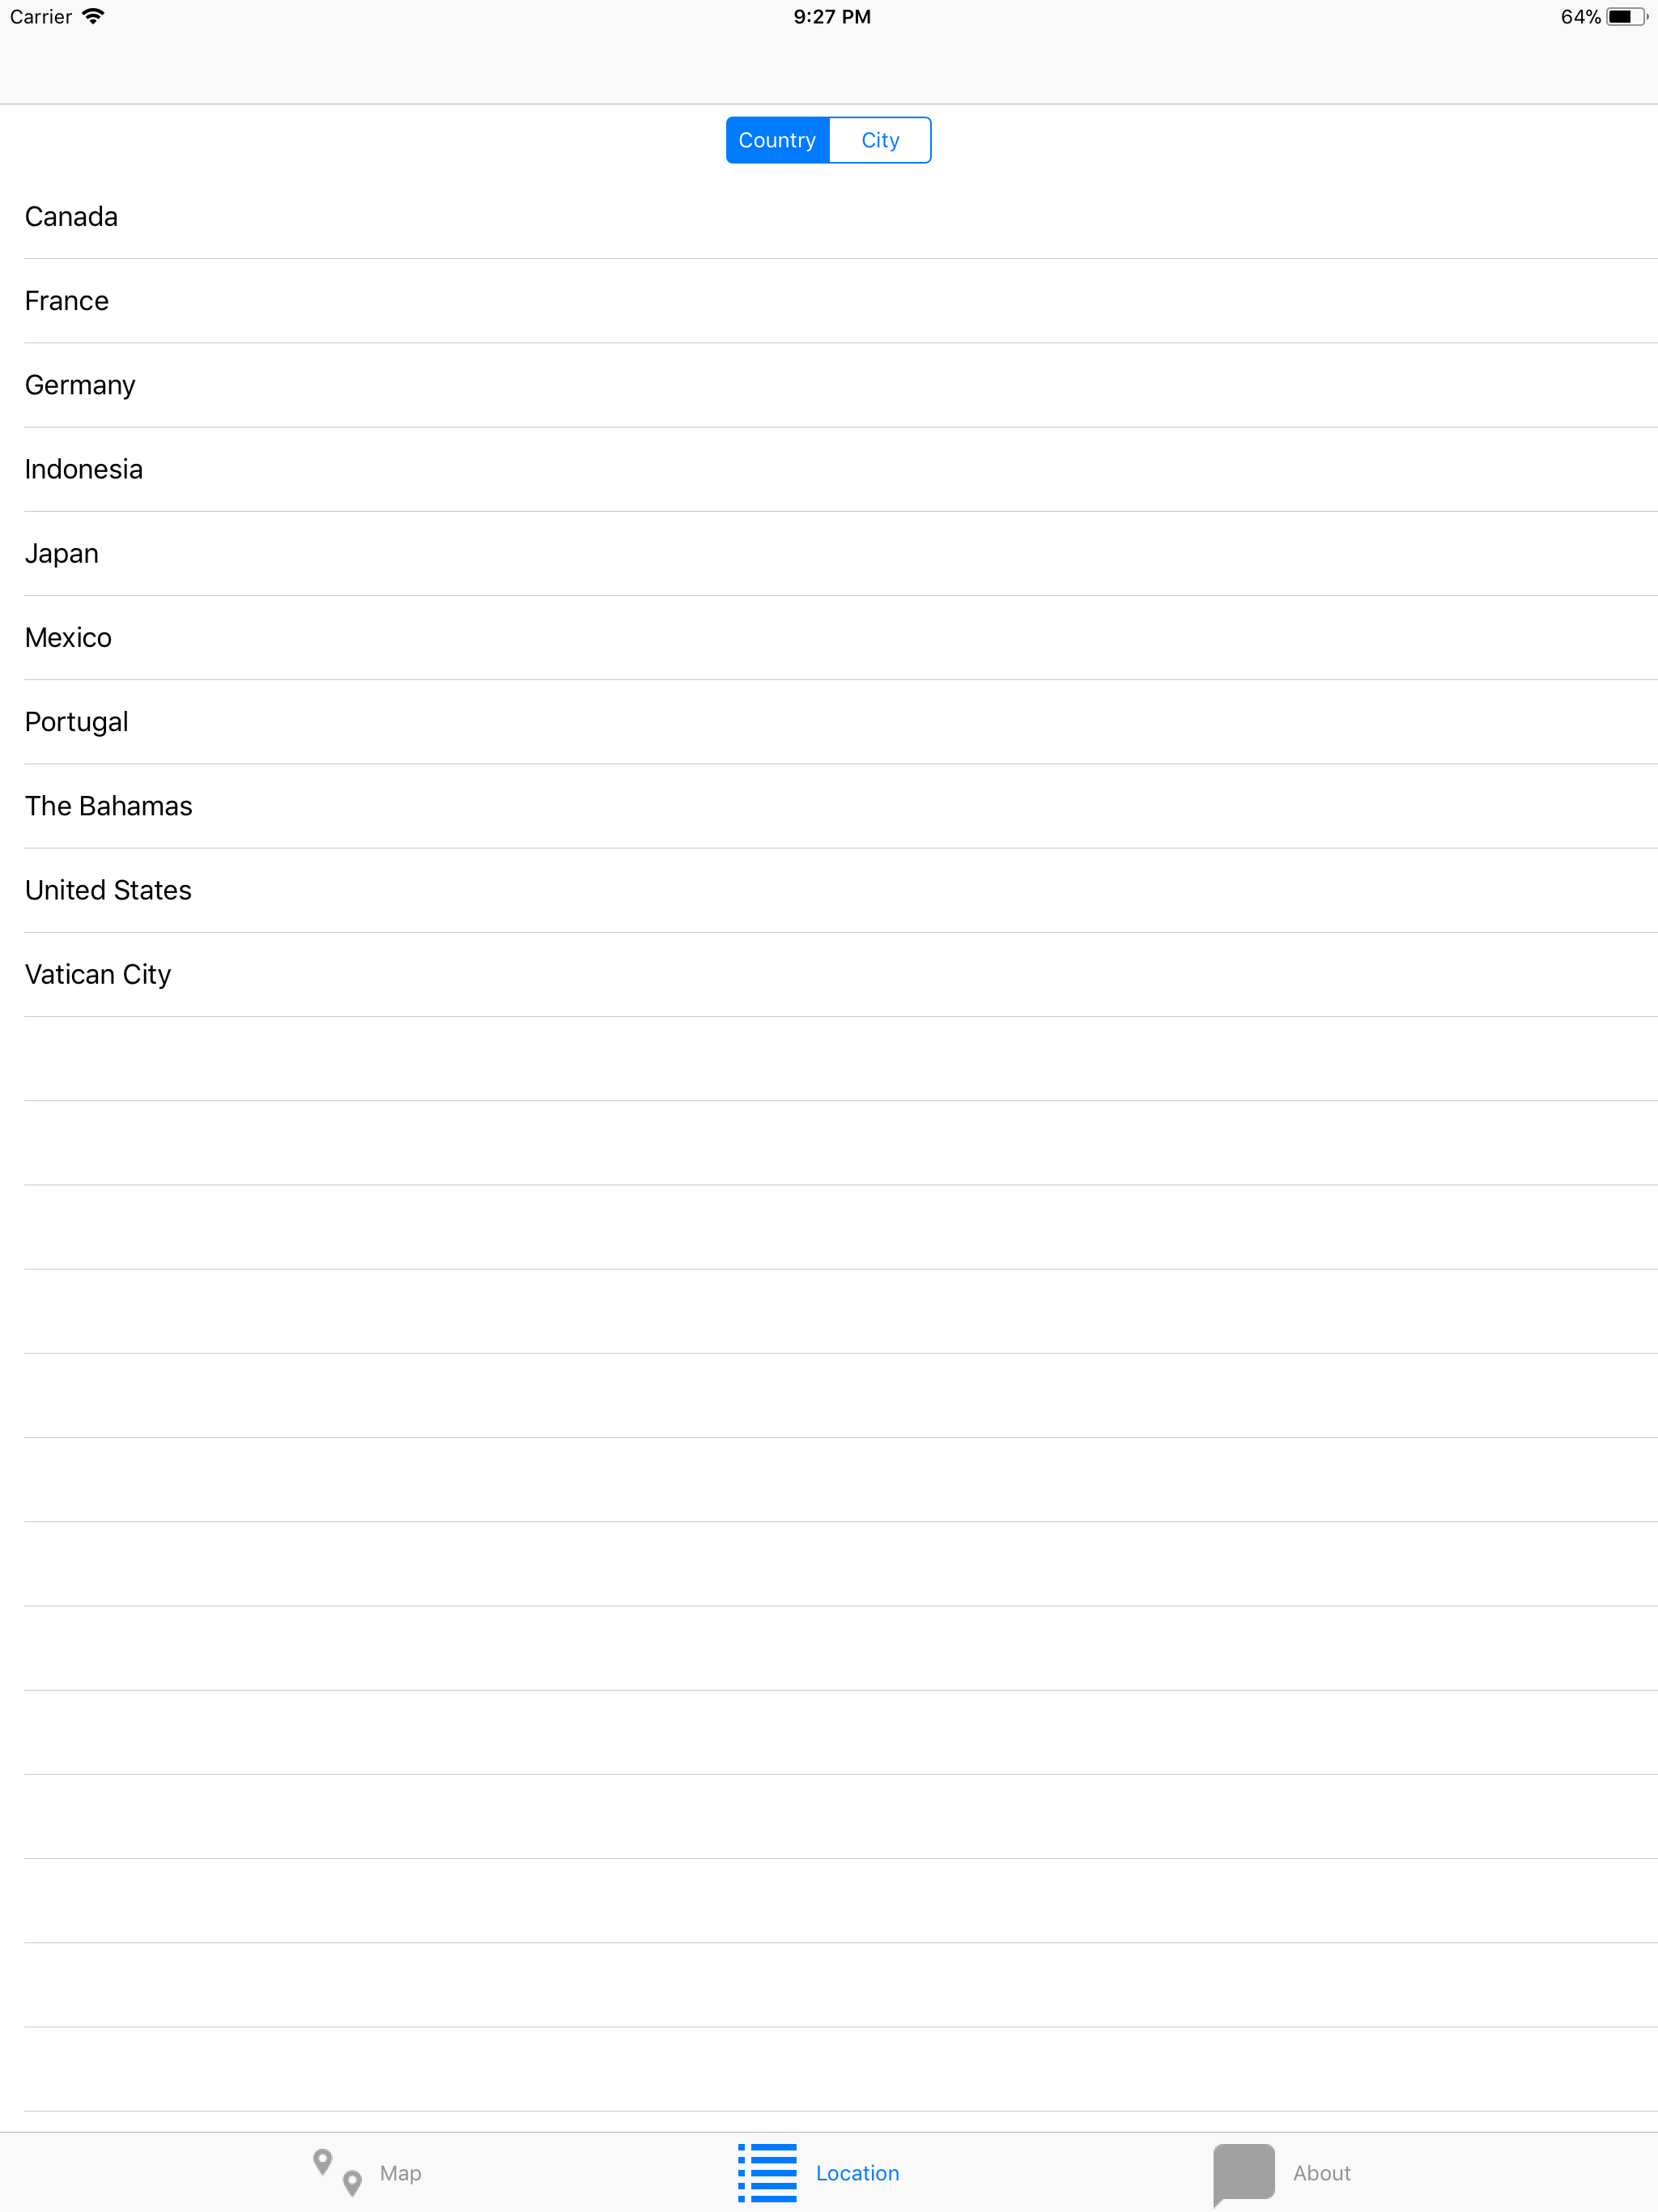 Carrier 9:27 PM 64%
Country City
Canada
France
Germany
Indonesia
Japan
Mexico
Portugal
The Bahamas
United States
Vatican City
Map Location About